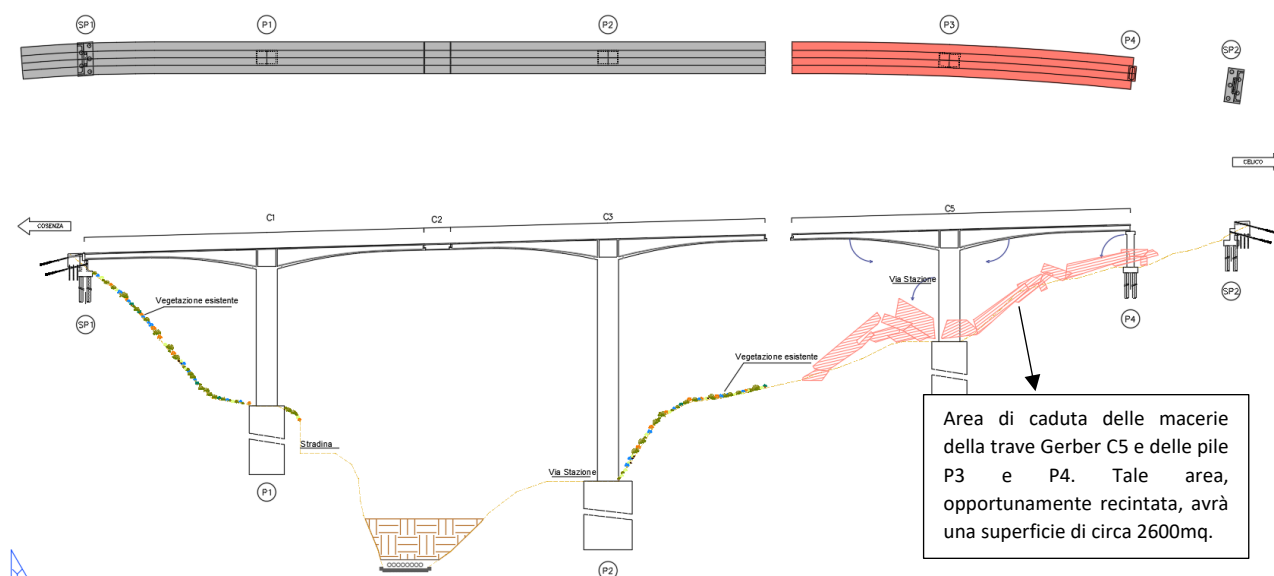 SP1
P1
P2
P3
P4
SP2
COSENZA
CELICO
C1
C2
C3
C5
Vegetazione esistente
SP1
Stradina
P1
Via Stazione
P2
Vegetazione esistente
Via Stazione
P4
SP2
Area di caduta delle macerie
della trave Gerber C5 e delle pile
P3 e P4. Tale area,
opportunamente recintata, avrà
una superficie di circa 2600mq.